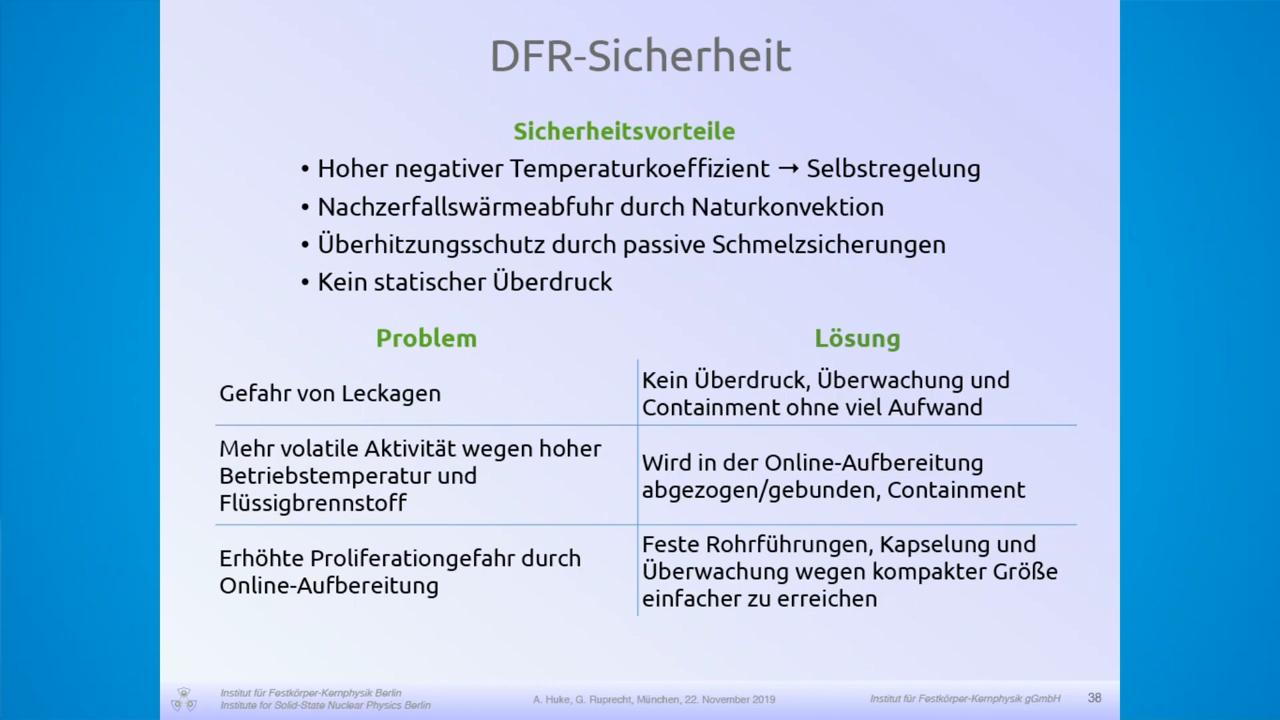 DFR-Sicherheit
Sicherheitsvorteile
• Hoher negativer Temperaturkoeffizient → Selbstregelung
• Nachzerfallswärmeabfuhr durch Naturkonvektion
• Überhitzungsschutz durch passive Schmelzsicherungen
• Kein statischer Überdruck
Problem
Lösung
Gefahr von Leckagen
Kein Überdruck, Überwachung und
Containment ohne viel Aufwand
Mehr volatile Aktivität wegen hoher
Betriebstemperatur und
Flüssigbrennstoff
Wird in der Online-Aufbereitung
abgezogen/gebunden, Containment
Erhöhte Proliferationgefahr durch
Online-Aufbereitung
Feste Rohrführungen, Kapselung und
Überwachung wegen kompakter Größe
einfacher zu erreichen
Institut für Festkörper-Kernphysik Berlin
Institute for Solid-State Nuclear Physics Berlin
A. Huke, G. Ruprecht, München, 22. November 2019
Institut für Festkörper-Kernphysik gGmbH
38